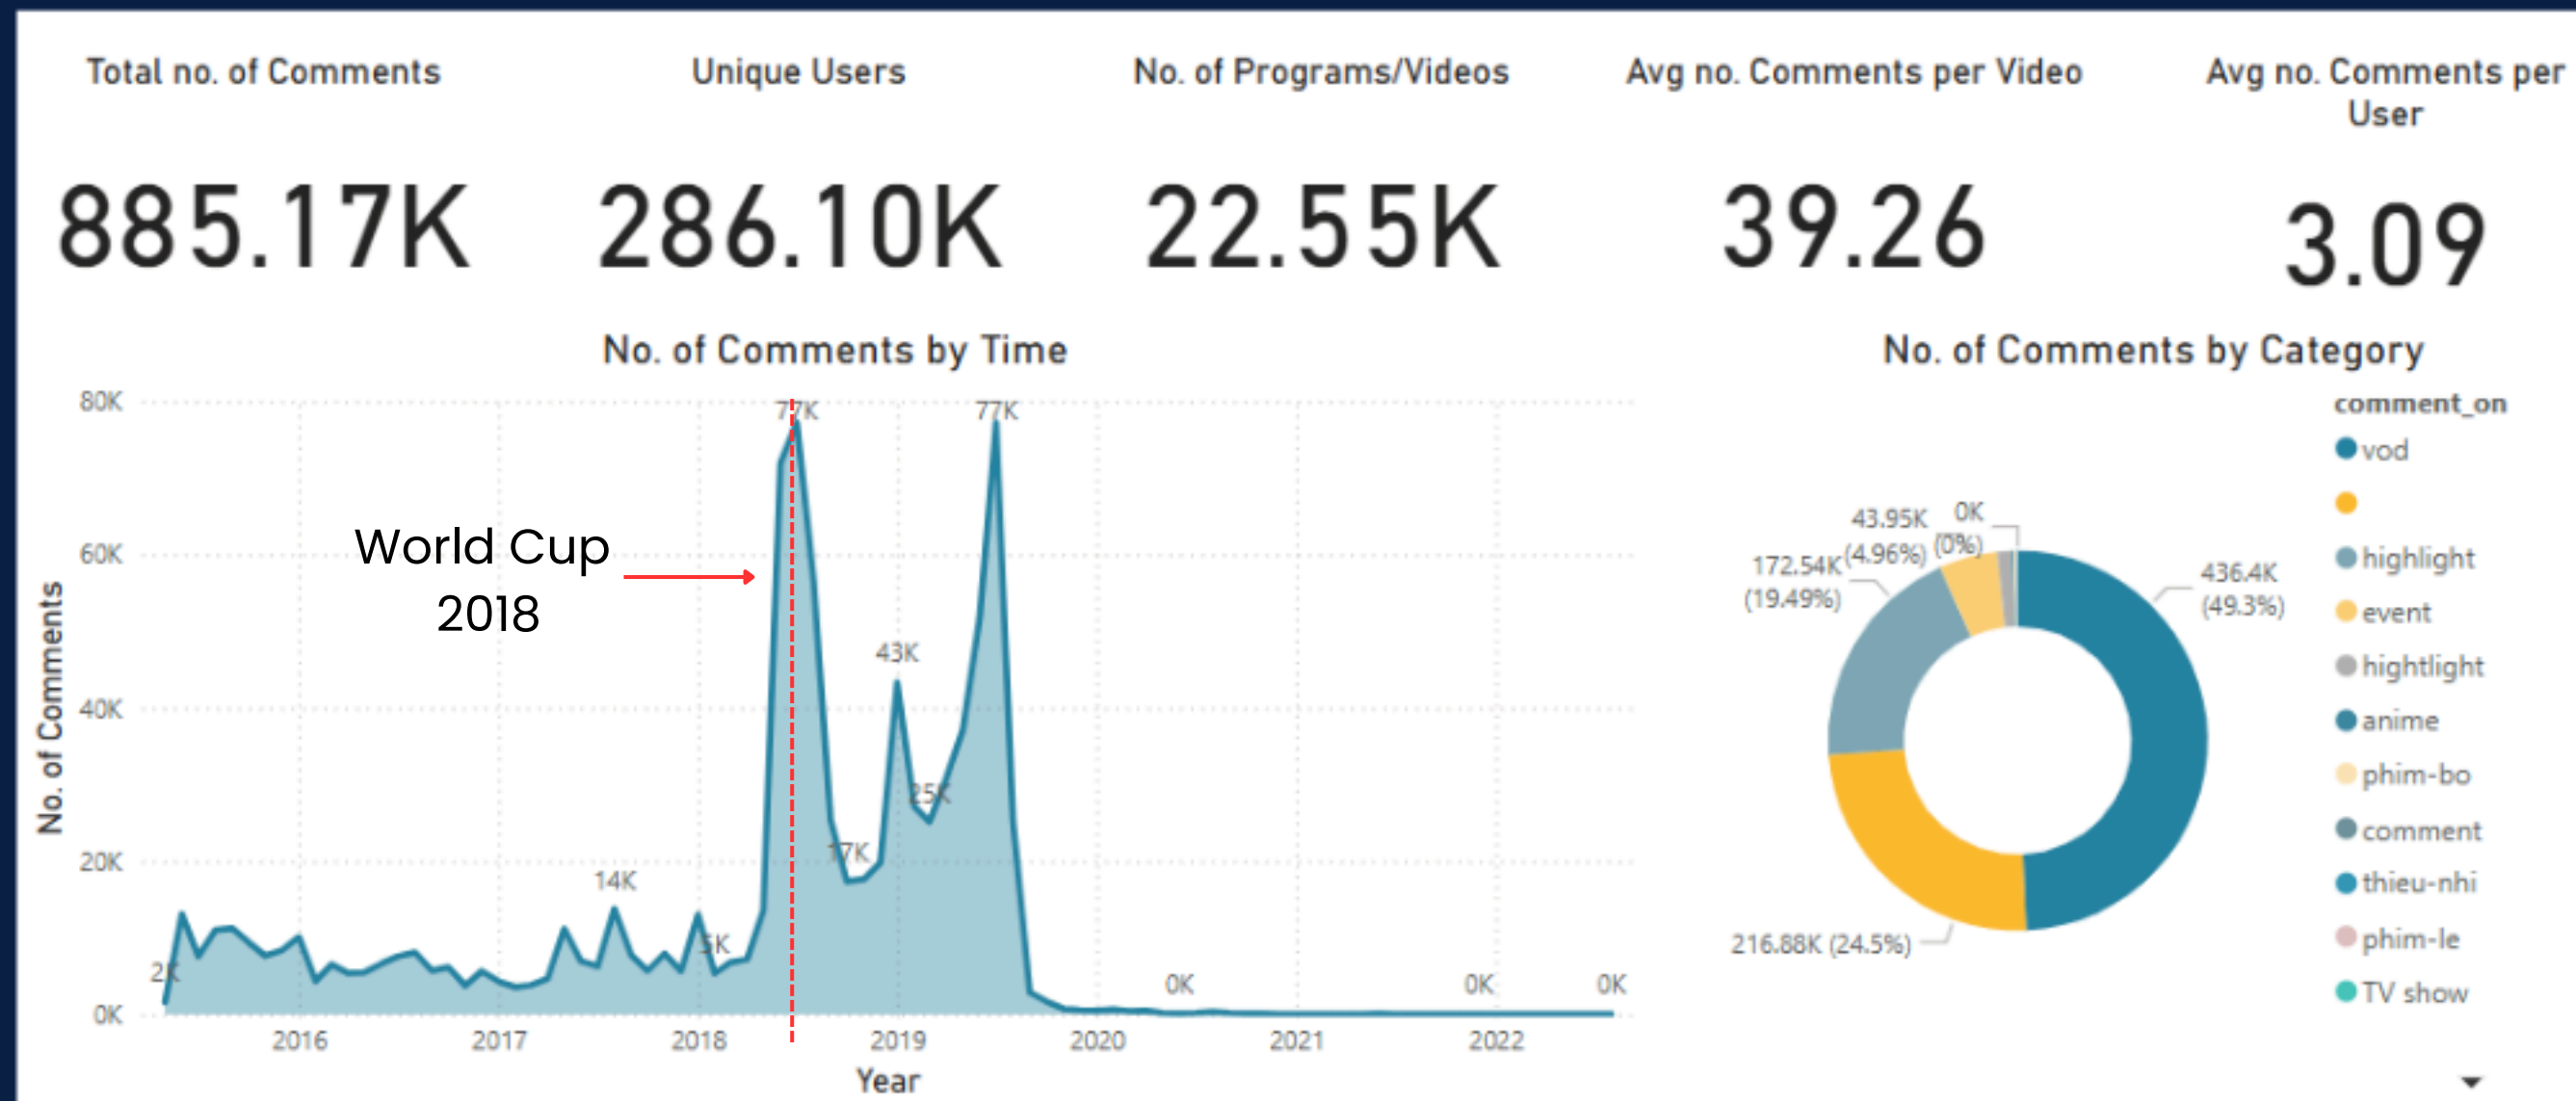 Total no. of Comments
Unique Users
No. of Programs/Videos
Avg no. Comments per Video
Avg no. Comments per
User
885.17K
286.10K
22.55K
39.26
3.09
No. of Comments by Time
No. of Comments
80K
60K
40K
20K
0K
2K
14K
5K
77K
17K
43K
25K
77K
0K
0K
0K
World Cup
2018
2016
2017
2018
2019
2020
2021
2022
Year
No. of Comments by Category
43.95K
(4.96%)
0K
(0%)
172.54K
(19.49%)
436.4K
(49.3%)
216.88K (24.5%)
comment_on
vod
highlight
event
hightlight
anime
phim-bo
comment
thieu-nhi
phim-le
TV show